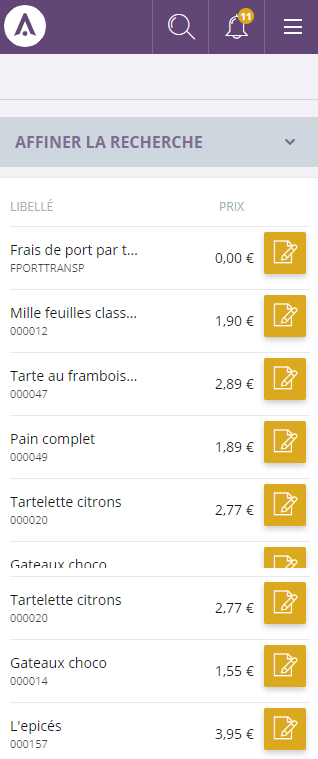 11
AFFINER LA RECHERCHE
LIBELLÉ PRIX
Frais de port par t...
FPORTTRANSP
0,00 €
Mille feuilles class...
000012
1,90 €
Tarte au frambois...
000047
2,89 €
Pain complet
000049
1,89 €
Tartelette citrons
000020
2,77 €
Gateaux choco
Tartelette citrons
000020
2,77 €
Gateaux choco
000014
1,55 €
L'epicés
000157
3,95 €